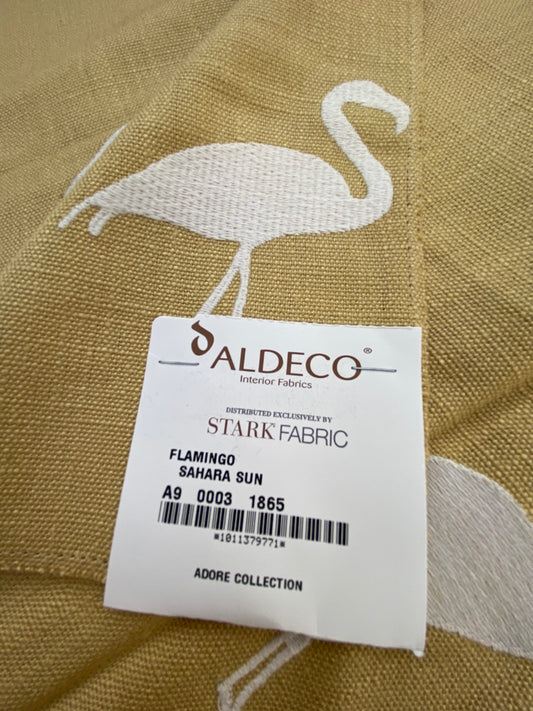 ALDECO®
Interior Fabrics
DISTRIBUTED EXCLUSIVELY BY
STARK FABRIC
FLAMINGO
SAHARA SUN
A9 0003 1865
*1011379771*
ADORE COLLECTION